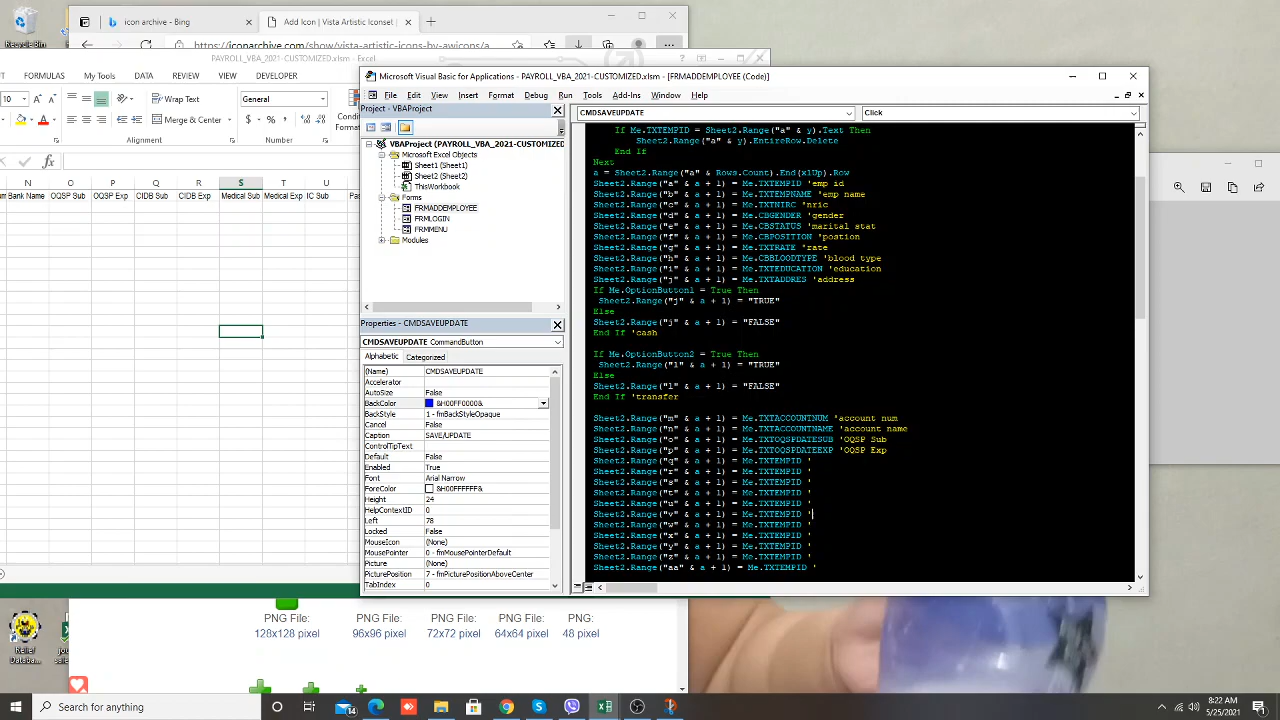 icon archive - Bing
Add Icon | Vista Artistic Iconset
https://iconarchive.com/show/vista-artistic-icons-by-awicons/a
PAYROLL_VBA_2021-CUSTOMIZED.xlsm - Excel
FORMULAS
My Tools
DATA
REVIEW
VIEW
DEVELOPER
10
Wrap Text
General
Condit
Format
Alignment
Number
Microsoft Visual Basic for Applications - PAYROLL_VBA_2021-CUSTOMIZED.xlsm - [FRMADDEMPLOYEE (Code)]
File Edit View Insert Format Debug Run Tools Add-Ins Window Help
Project - VBAProject
VBAProject (PAYROLL_VBA_2021-CUSTOMIZED
Microsoft Excel Objects
Sheet1 (Sheet1)
Sheet2 (Sheet2)
ThisWorkbook
Forms
FRMADDEMPLOYEE
FRMLOGIN
FRMMENU
Modules
Properties - CMDSAVEUPDATE
CMDSAVEUPDATE CommandButton
Alphabetic Categorized
(Name) CMDSAVEUPDATE
Accelerator
AutoSize False
BackColor &H00FF0000&
BackStyle 1 - fmBackStyleOpaque
Cancel False
Caption SAVE/UPDATE
ControlTipText
Default False
Enabled True
Font Arial Narrow
ForeColor &H00FFFFFF&
Height 24
HelpContextID 0
Left 78
Locked False
MouseIcon (None)
MousePointer 0 - fmMousePointerDefault
Picture (None)
PicturePosition 7 - fmPicturePositionAboveCenter
TabIndex 0
CMDSAVEUPDATE
Click
If Me.TXTEMPID = Sheet2.Range("a" & y).Text Then
Sheet2.Range("a" & y).EntireRow.Delete
End If
Next
a = Sheet2.Range("a" & Rows.Count).End(xlUp).Row
Sheet2.Range("a" & a + 1) = Me.TXTEMPID 'emp id
Sheet2.Range("b" & a + 1) = Me.TXTEMPNAME 'emp name
Sheet2.Range("c" & a + 1) = Me.TXTNIRC 'nric
Sheet2.Range("d" & a + 1) = Me.CBGENDER 'gender
Sheet2.Range("e" & a + 1) = Me.CBSTATUS 'marital stat
Sheet2.Range("f" & a + 1) = Me.CBPOSITION 'postion
Sheet2.Range("g" & a + 1) = Me.TXTRATE 'rate
Sheet2.Range("h" & a + 1) = Me.CBBLOODTYPE 'blood type
Sheet2.Range("i" & a + 1) = Me.TXTEDUCATION 'education
Sheet2.Range("j" & a + 1) = Me.TXTADDRES 'address
If Me.OptionButton1 = True Then
Sheet2.Range("j" & a + 1) = "TRUE"
Else
Sheet2.Range("j" & a + 1) = "FALSE"
End If 'cash
If Me.OptionButton2 = True Then
Sheet2.Range("l" & a + 1) = "TRUE"
Else
Sheet2.Range("l" & a + 1) = "FALSE"
End If 'transfer
Sheet2.Range("m" & a + 1) = Me.TXTACCOUNTNUM 'account num
Sheet2.Range("n" & a + 1) = Me.TXTACCOUNTNAME 'account name
Sheet2.Range("o" & a + 1) = Me.TXTOQSPDATESUB 'OQSP Sub
Sheet2.Range("p" & a + 1) = Me.TXTOQSPDATEEXP 'OQSP Exp
Sheet2.Range("q" & a + 1) = Me.TXTEMPID '
Sheet2.Range("r" & a + 1) = Me.TXTEMPID '
Sheet2.Range("s" & a + 1) = Me.TXTEMPID '
Sheet2.Range("t" & a + 1) = Me.TXTEMPID '
Sheet2.Range("u" & a + 1) = Me.TXTEMPID '
Sheet2.Range("v" & a + 1) = Me.TXTEMPID '
Sheet2.Range("w" & a + 1) = Me.TXTEMPID '
Sheet2.Range("x" & a + 1) = Me.TXTEMPID '
Sheet2.Range("y" & a + 1) = Me.TXTEMPID '
Sheet2.Range("z" & a + 1) = Me.TXTEMPID '
Sheet2.Range("aa" & a + 1) = Me.TXTEMPID '
N O P Q R S T U
CIDB Exp
Medical Sub
Medical Exp
PNG File: PNG File: PNG File: PNG File: PNG:
128x128 pixel 96x96 pixel 72x72 pixel 64x64 pixel 48 pixel
Search for anything
14
8:22 AM
5/25/2021
1